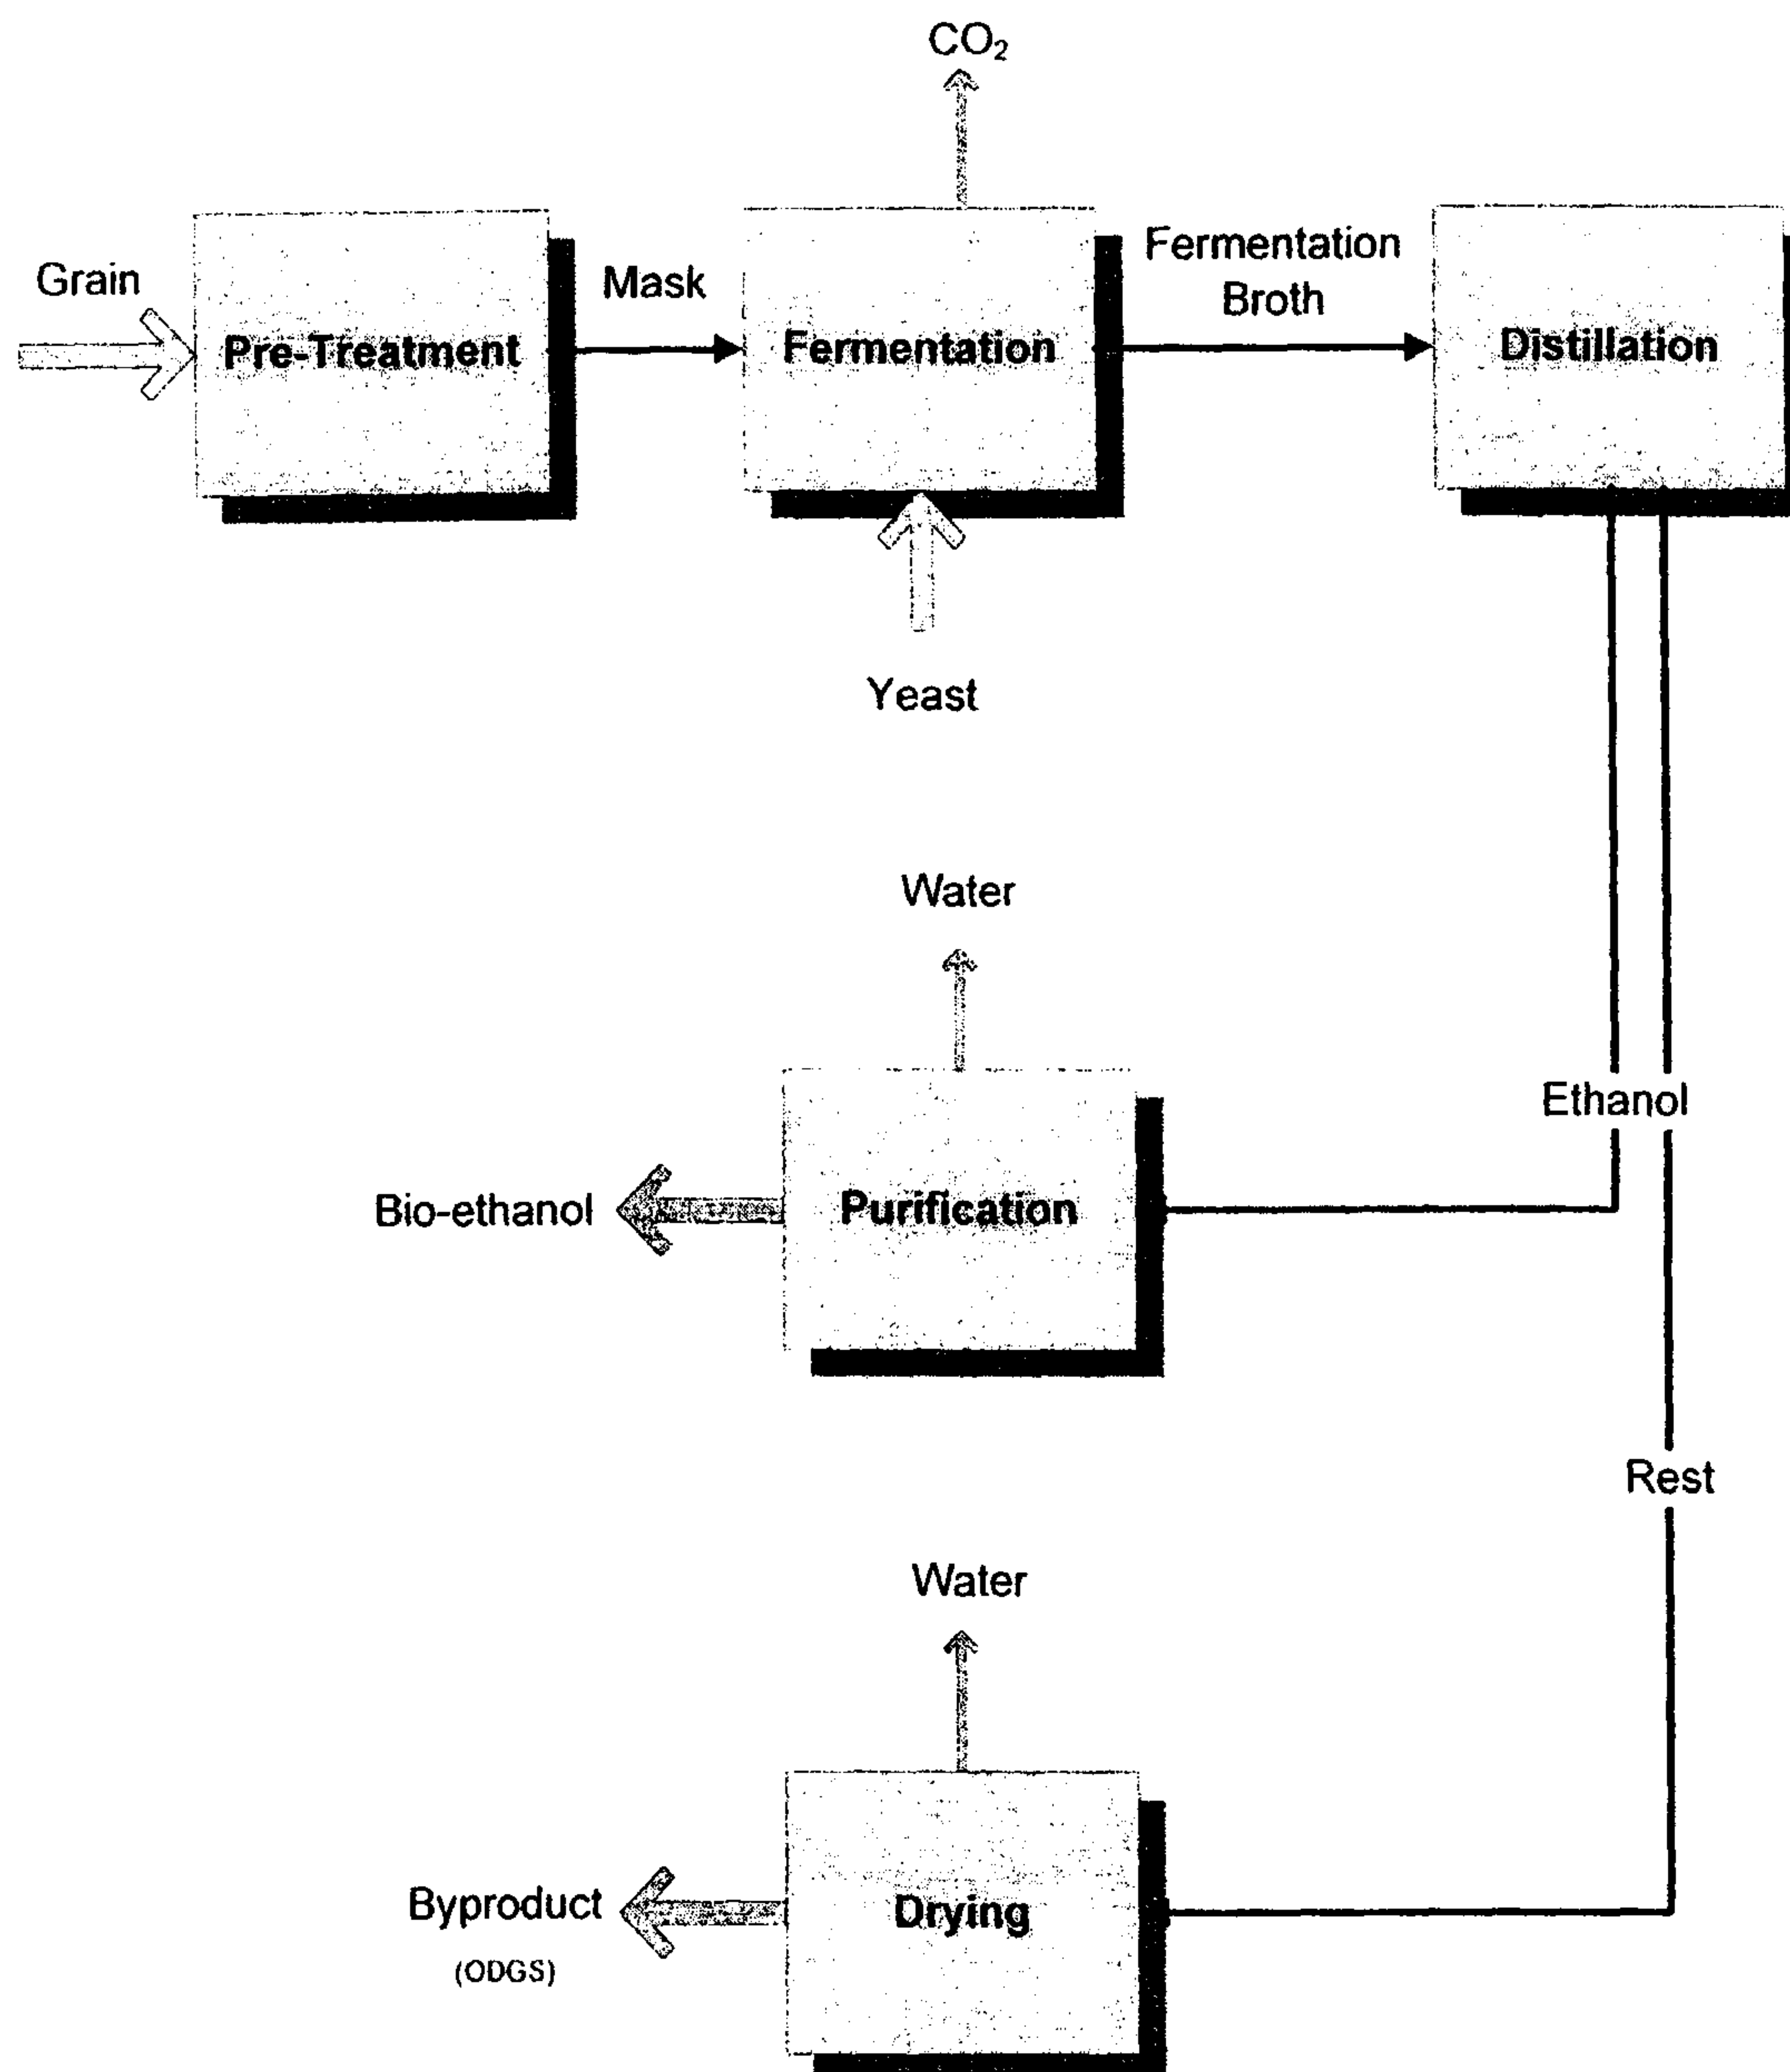 CO₂
Grain
Pre-Treatment
Mask
Fermentation
Fermentation
Broth
Distillation
Yeast
Water
Ethanol
Bio-ethanol
Purification
Rest
Water
Byproduct
(ODGS)
Drying